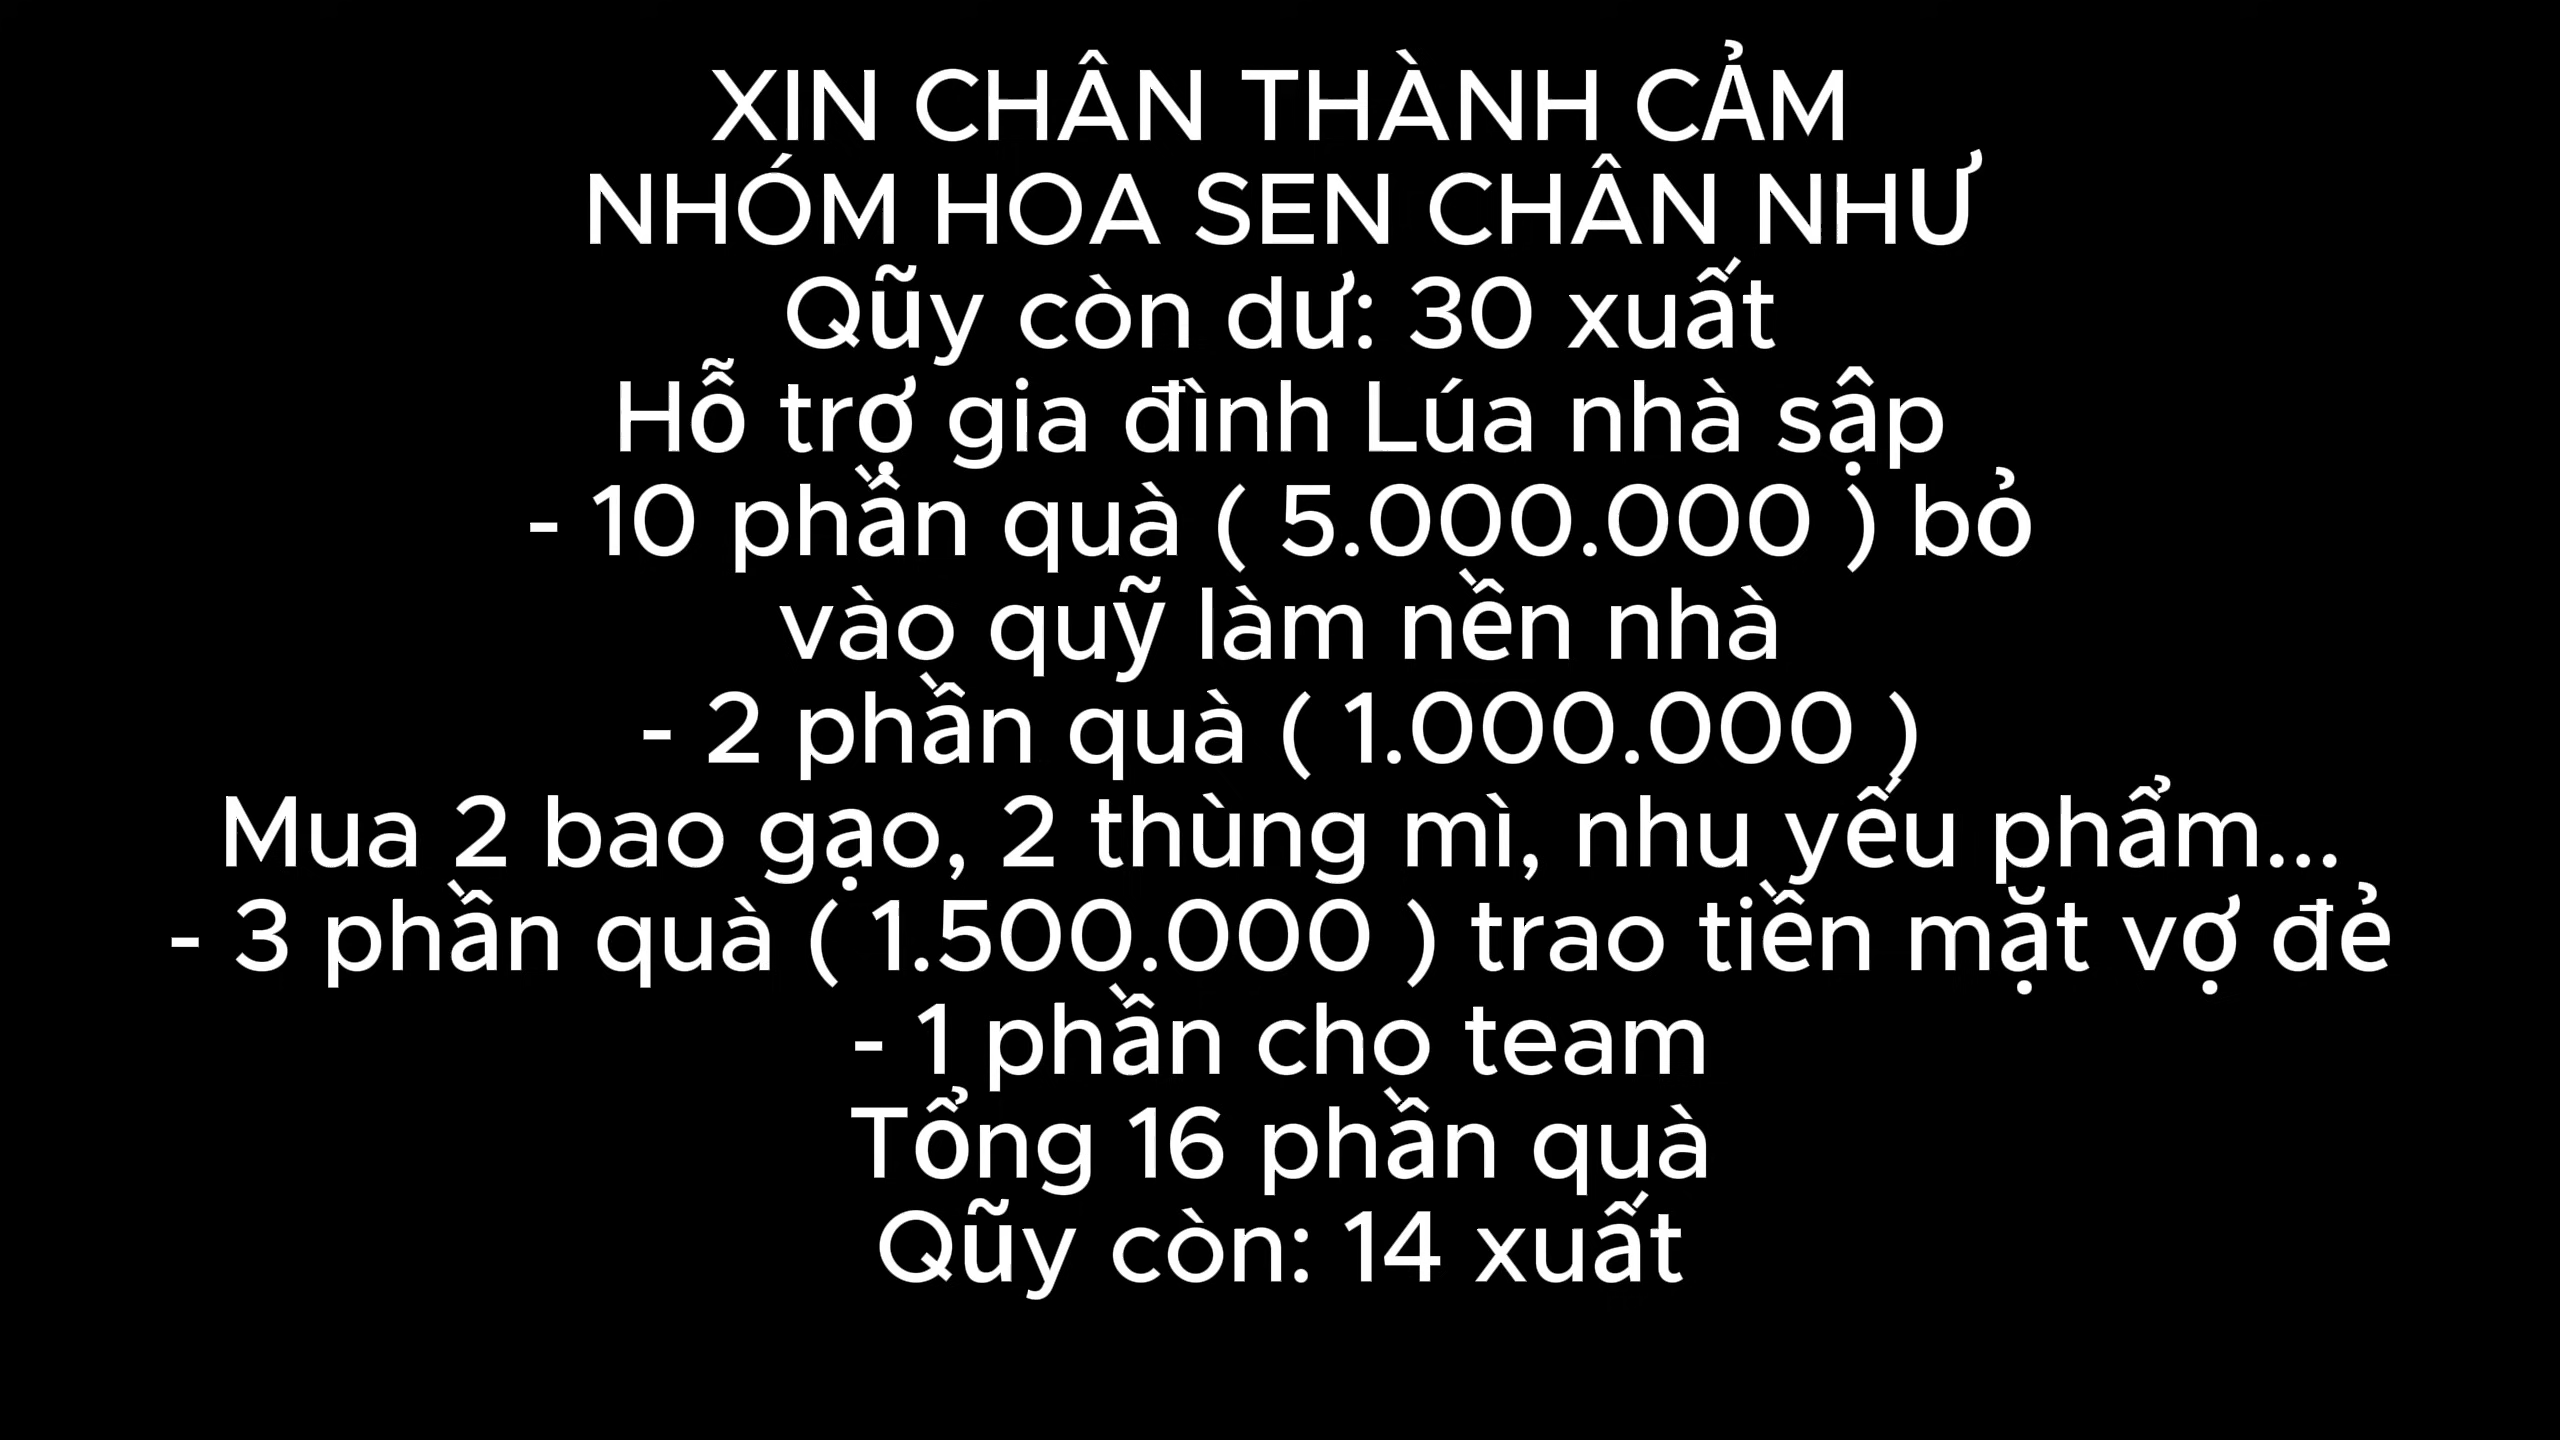 XIN CHÂN THÀNH CẢM
NHÓM HOA SEN CHÂN NHƯ
Qũy còn dư: 30 xuất
Hỗ trợ gia đình Lúa nhà sập
- 10 phần quà ( 5.000.000 ) bỏ
vào quỹ làm nền nhà
- 2 phần quà ( 1.000.000 )
Mua 2 bao gạo, 2 thùng mì, nhu yếu phẩm...
- 3 phần quà ( 1.500.000 ) trao tiền mặt vợ đẻ
- 1 phần cho team
Tổng 16 phần quà
Qũy còn: 14 xuất